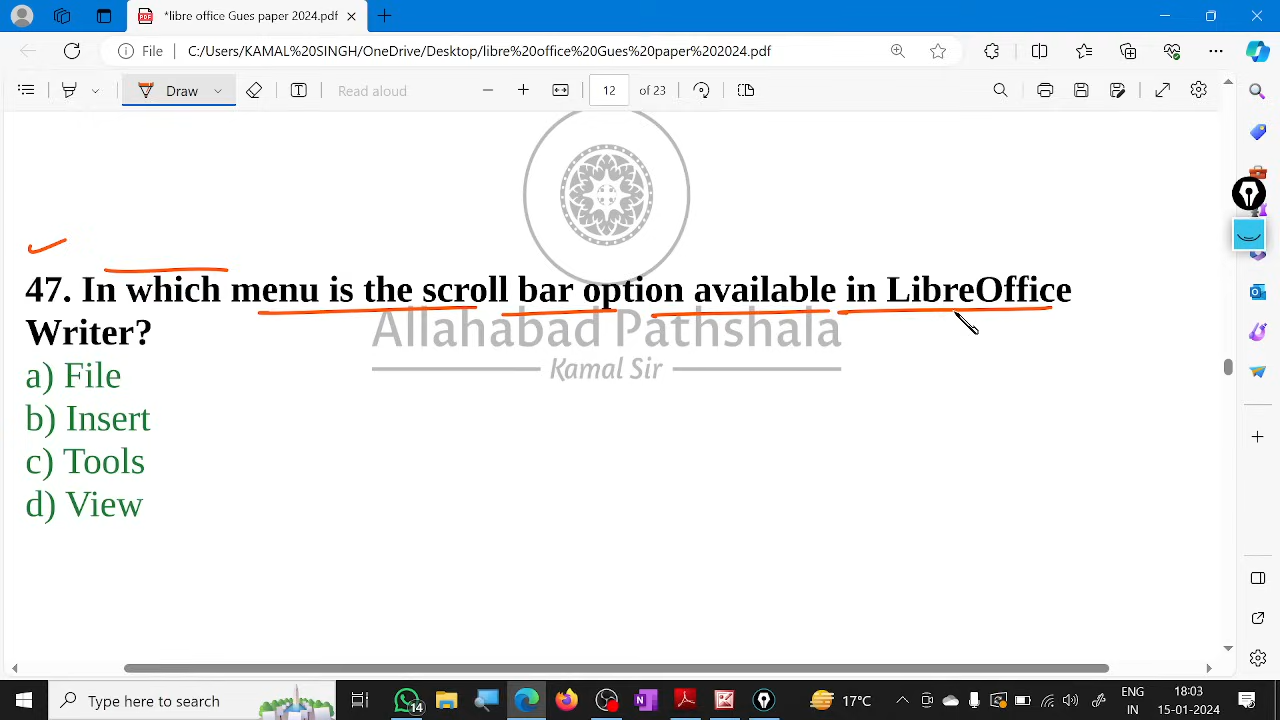 *libre office Gues paper 2024.pdf
File
C:/Users/KAMAL%20SINGH/OneDrive/Desktop/libre%20office%20Gues%20paper%202024.pdf
Draw
Read aloud
12 of 23
47. In which menu is the scroll bar option available in LibreOffice
Writer?
Allahabad Pathshala
Kamal Sir
a) File
b) Insert
c) Tools
d) View
Type here to search
14
17°C
ENG
IN
18:03
15-01-2024